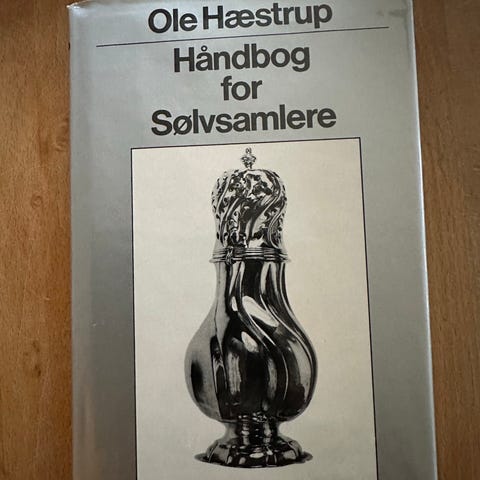 Ole Hæstrup
Håndbog
for
Sølvsamlere